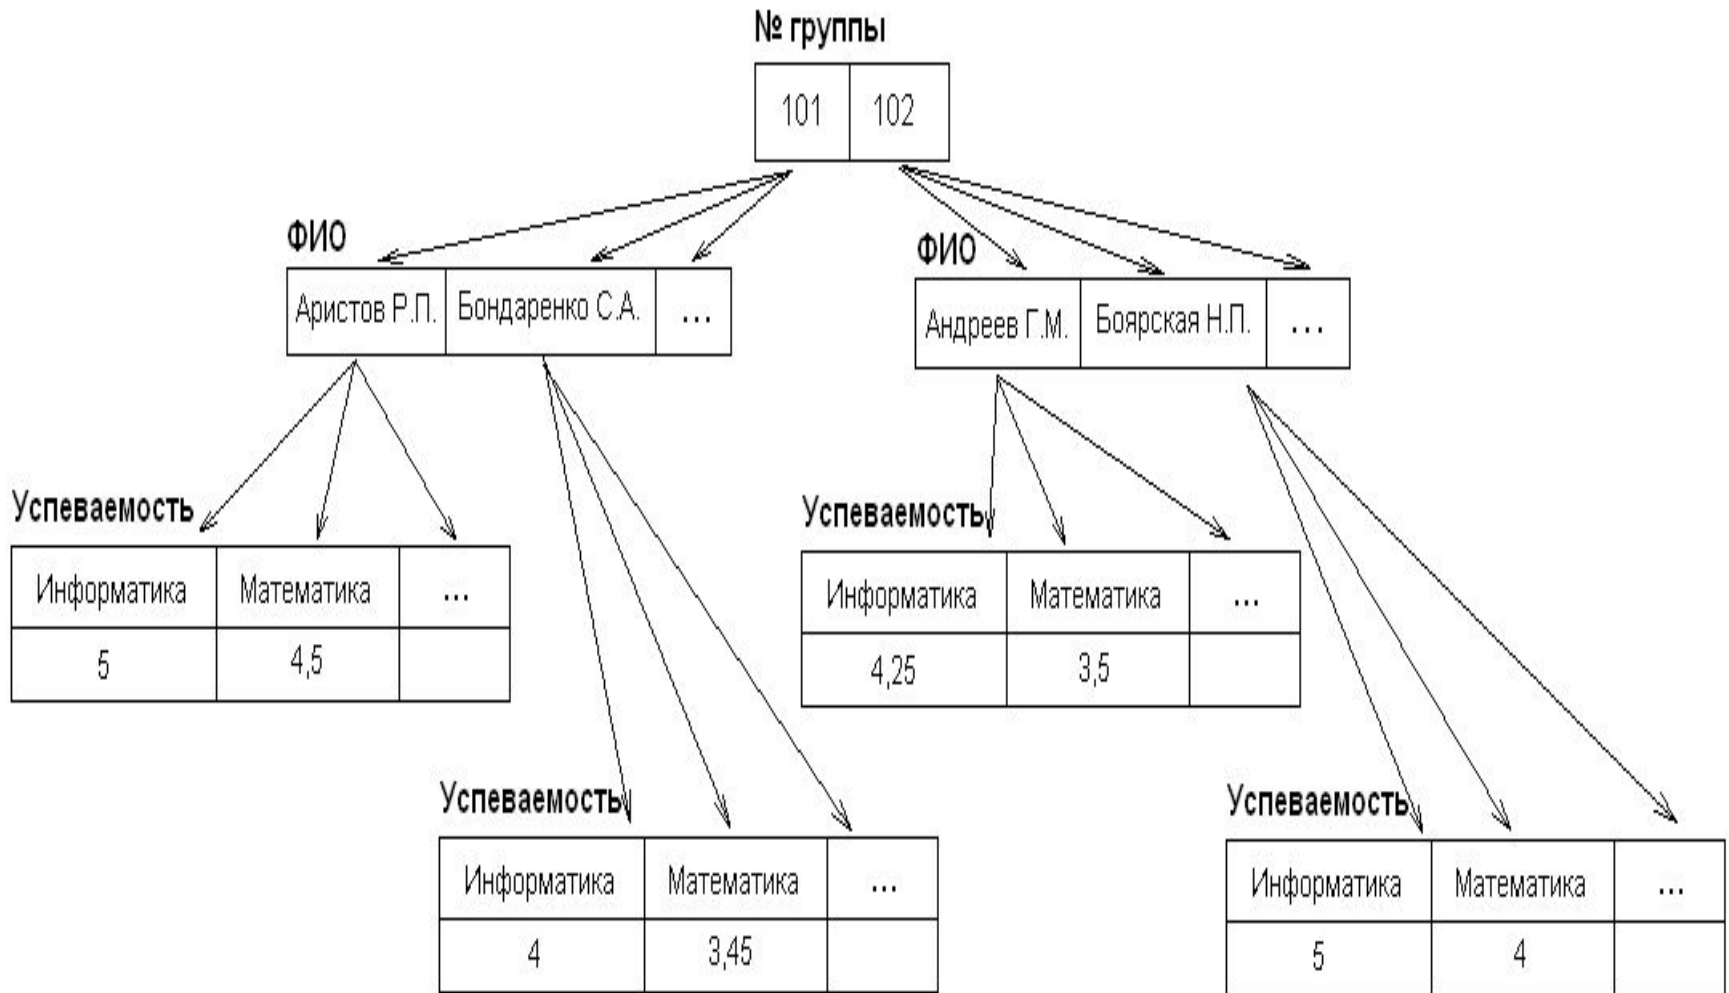 № группы
101 102
ФИО
Аристов Р.П. Бондаренко С.А. ...
ФИО
Андреев Г.М. Боярская Н.П. ...
Успеваемость
Информатика Математика ...
5 4,5
Успеваемость
Информатика Математика ...
4,25 3,5
Успеваемость
Информатика Математика ...
4 3,45
Успеваемость
Информатика Математика ...
5 4